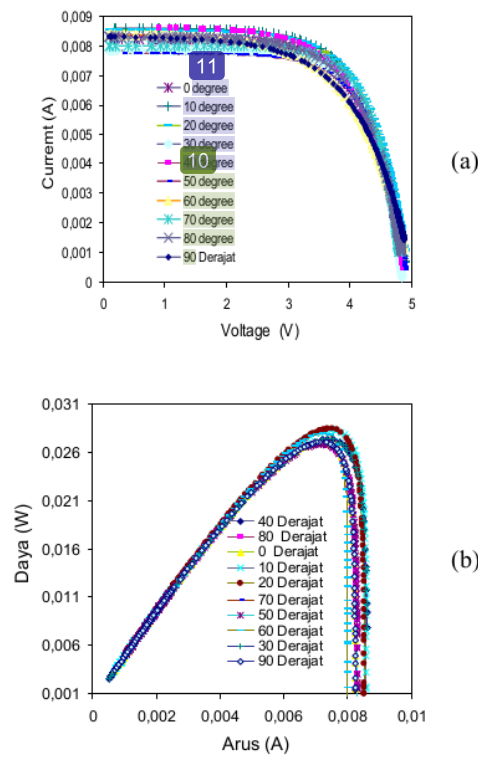 0,009
0,008
0,007
0,006
0,005
0,004
0,003
0,002
0,001
0
Curremt (A)
11
0 degree
10 degree
20 degree
30 degree
10
degree
50 degree
60 degree
70 degree
80 degree
90 Derajat
0 1 2 3 4 5
Voltage (V)
(a)
0,031
0,026
0,021
0,016
0,011
0,006
0,001
Daya (W)
40 Derajat
80 Derajat
0 Derajat
10 Derajat
20 Derajat
70 Derajat
50 Derajat
60 Derajat
30 Derajat
90 Derajat
0 0,002 0,004 0,006 0,008 0,01
Arus (A)
(b)